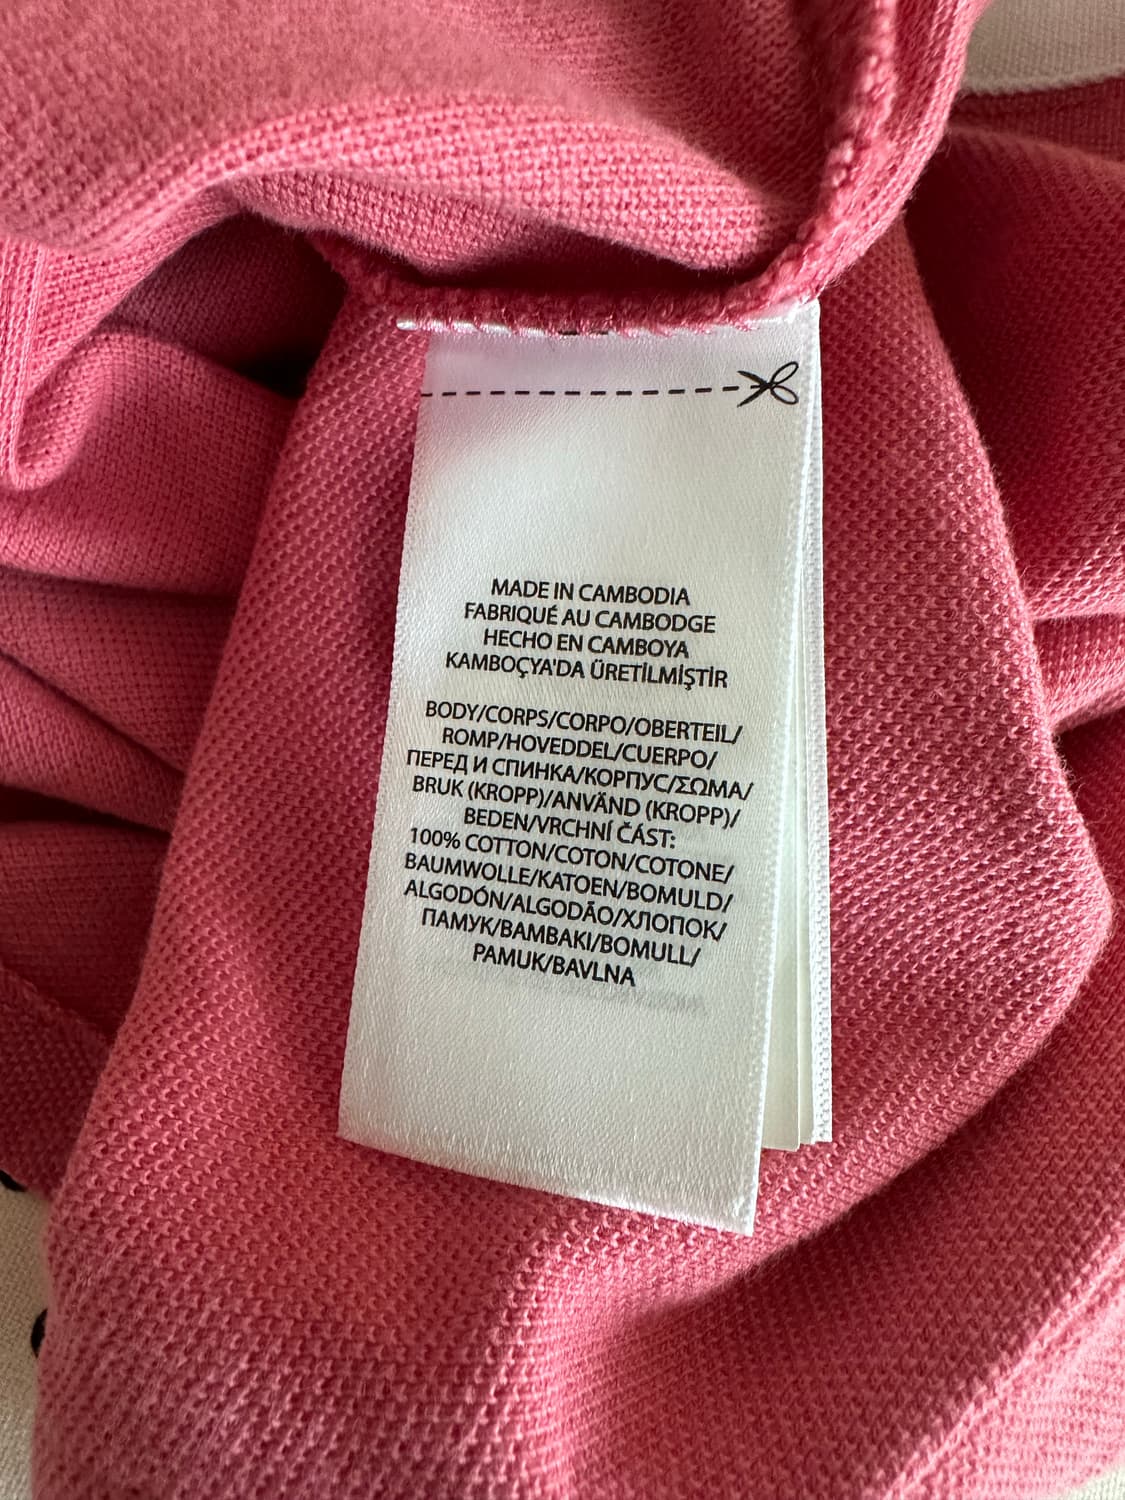 MADE IN CAMBODIA
FABRIQUÉ AU CAMBODGE
HECHO EN CAMBOYA
KAMBOÇYA'DA ÜRETİLMİŞTİR
BODY/CORPS/CORPO/OBERTEIL/
ROMP/HOVEDDEL/CUERPO/
ПЕРЕД И СПИНКА/КОРПУС/ΣΩΜΑ/
BRUK (KROPP)/ANVÄND (KROPP)/
BEDEN/VRCHNÍ ČÁST:
100% COTTON/COTON/COTONE/
BAUMWOLLE/KATOEN/BOMULD/
ALGODÓN/ALGODÃO/ХЛОПОК/
ПАМУК/BAMBAKI/BOMULL/
PAMUK/BAVLNA